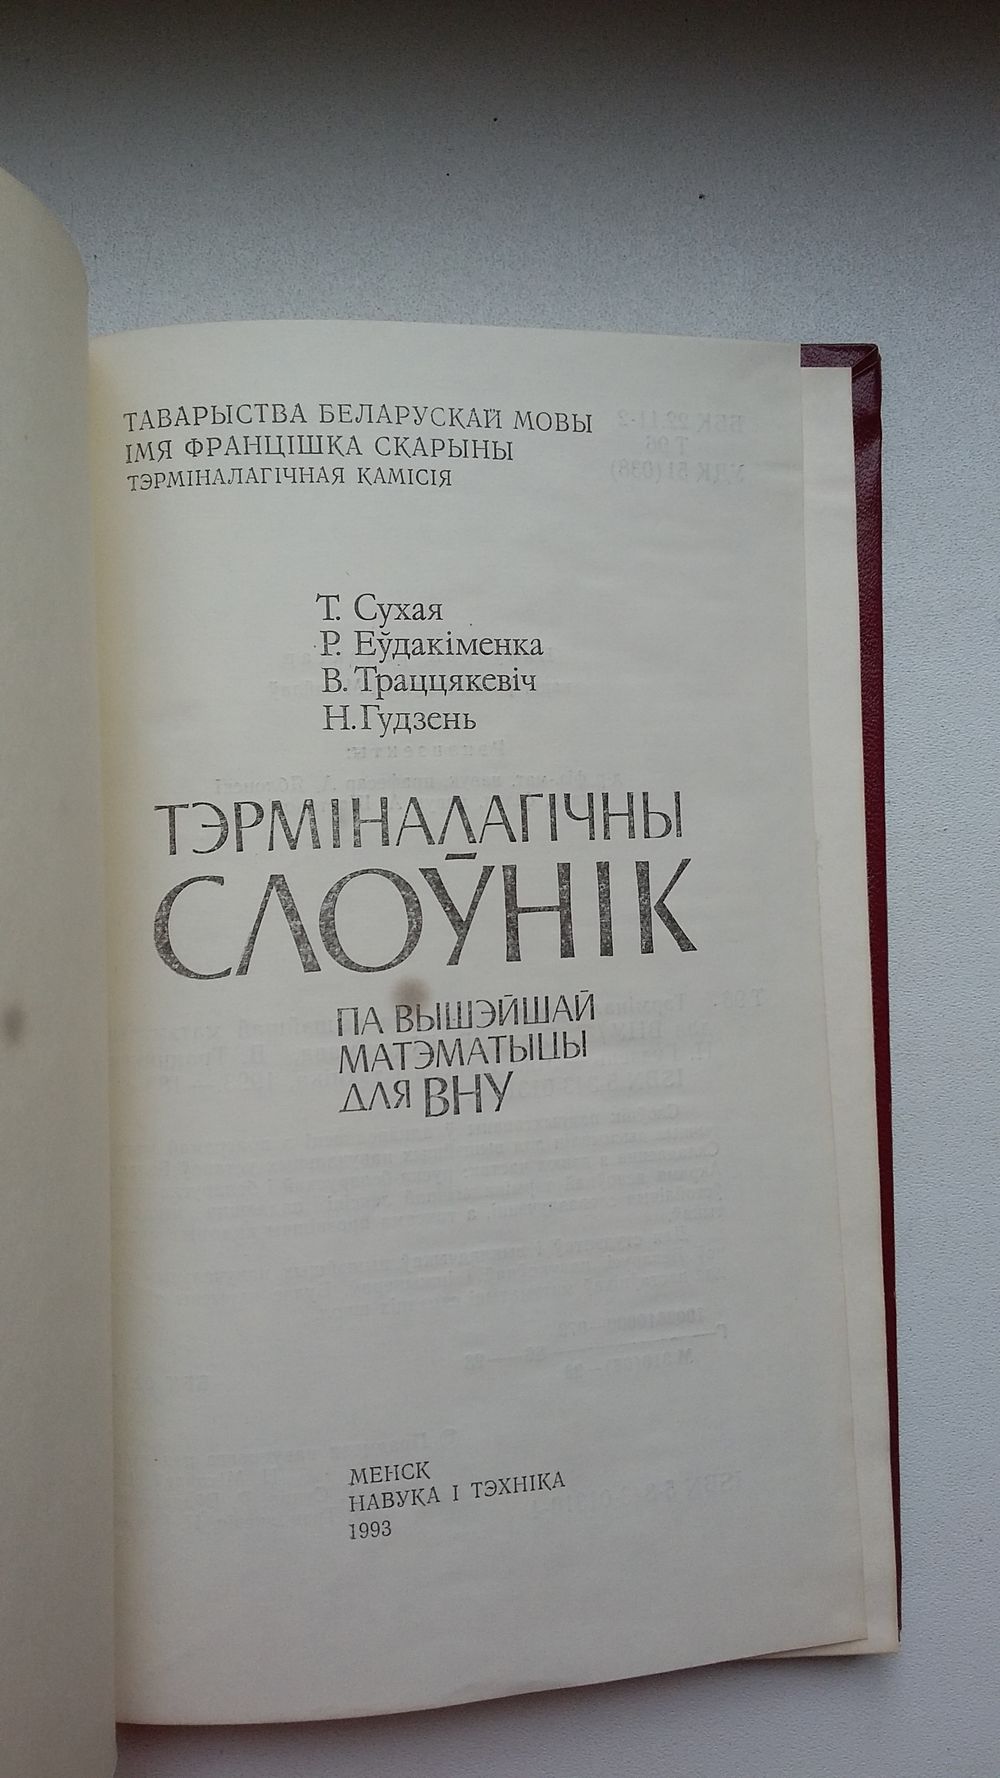 ТАВАРЫСТВА БЕЛАРУСКАЙ МОВЫ
ІМЯ ФРАНЦІШКА СКАРЫНЫ
ТЭРМІНАЛАГІЧНАЯ КАМІСІЯ
Т. Сухая
Р. Еўдакіменка
В. Траццякевіч
Н. Гудзень
ТЭРМІНАЛАГІЧНЫ
СЛОЎНІК
ПА ВЫШЭЙШАЙ
МАТЭМАТЫЦЫ
ДЛЯ ВНУ
МЕНСК
НАВУКА І ТЭХНІКА
1993